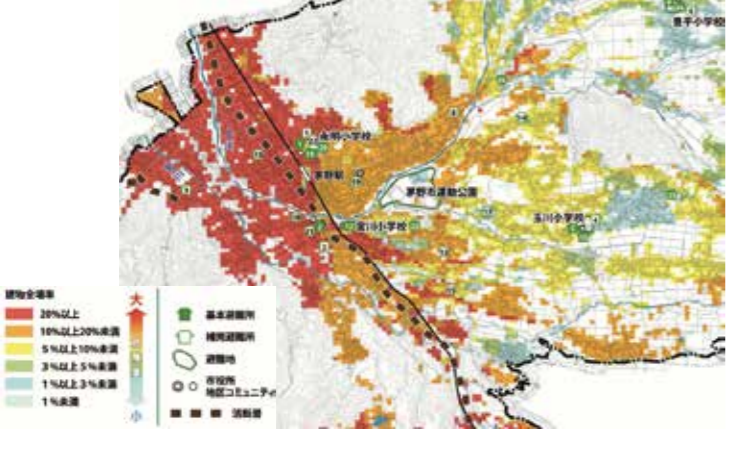 豊平小学校
永明小学校
茅野駅
茅野市運動公園
宮川小学校
玉川小学校
建物全壊率
20%以上
10%以上20%未満
5%以上10%未満
3%以上5%未満
1%以上3%未満
1%未満
大
小
基本避難所
補完避難所
避難地
市役所
地区コミュニティ
活断層